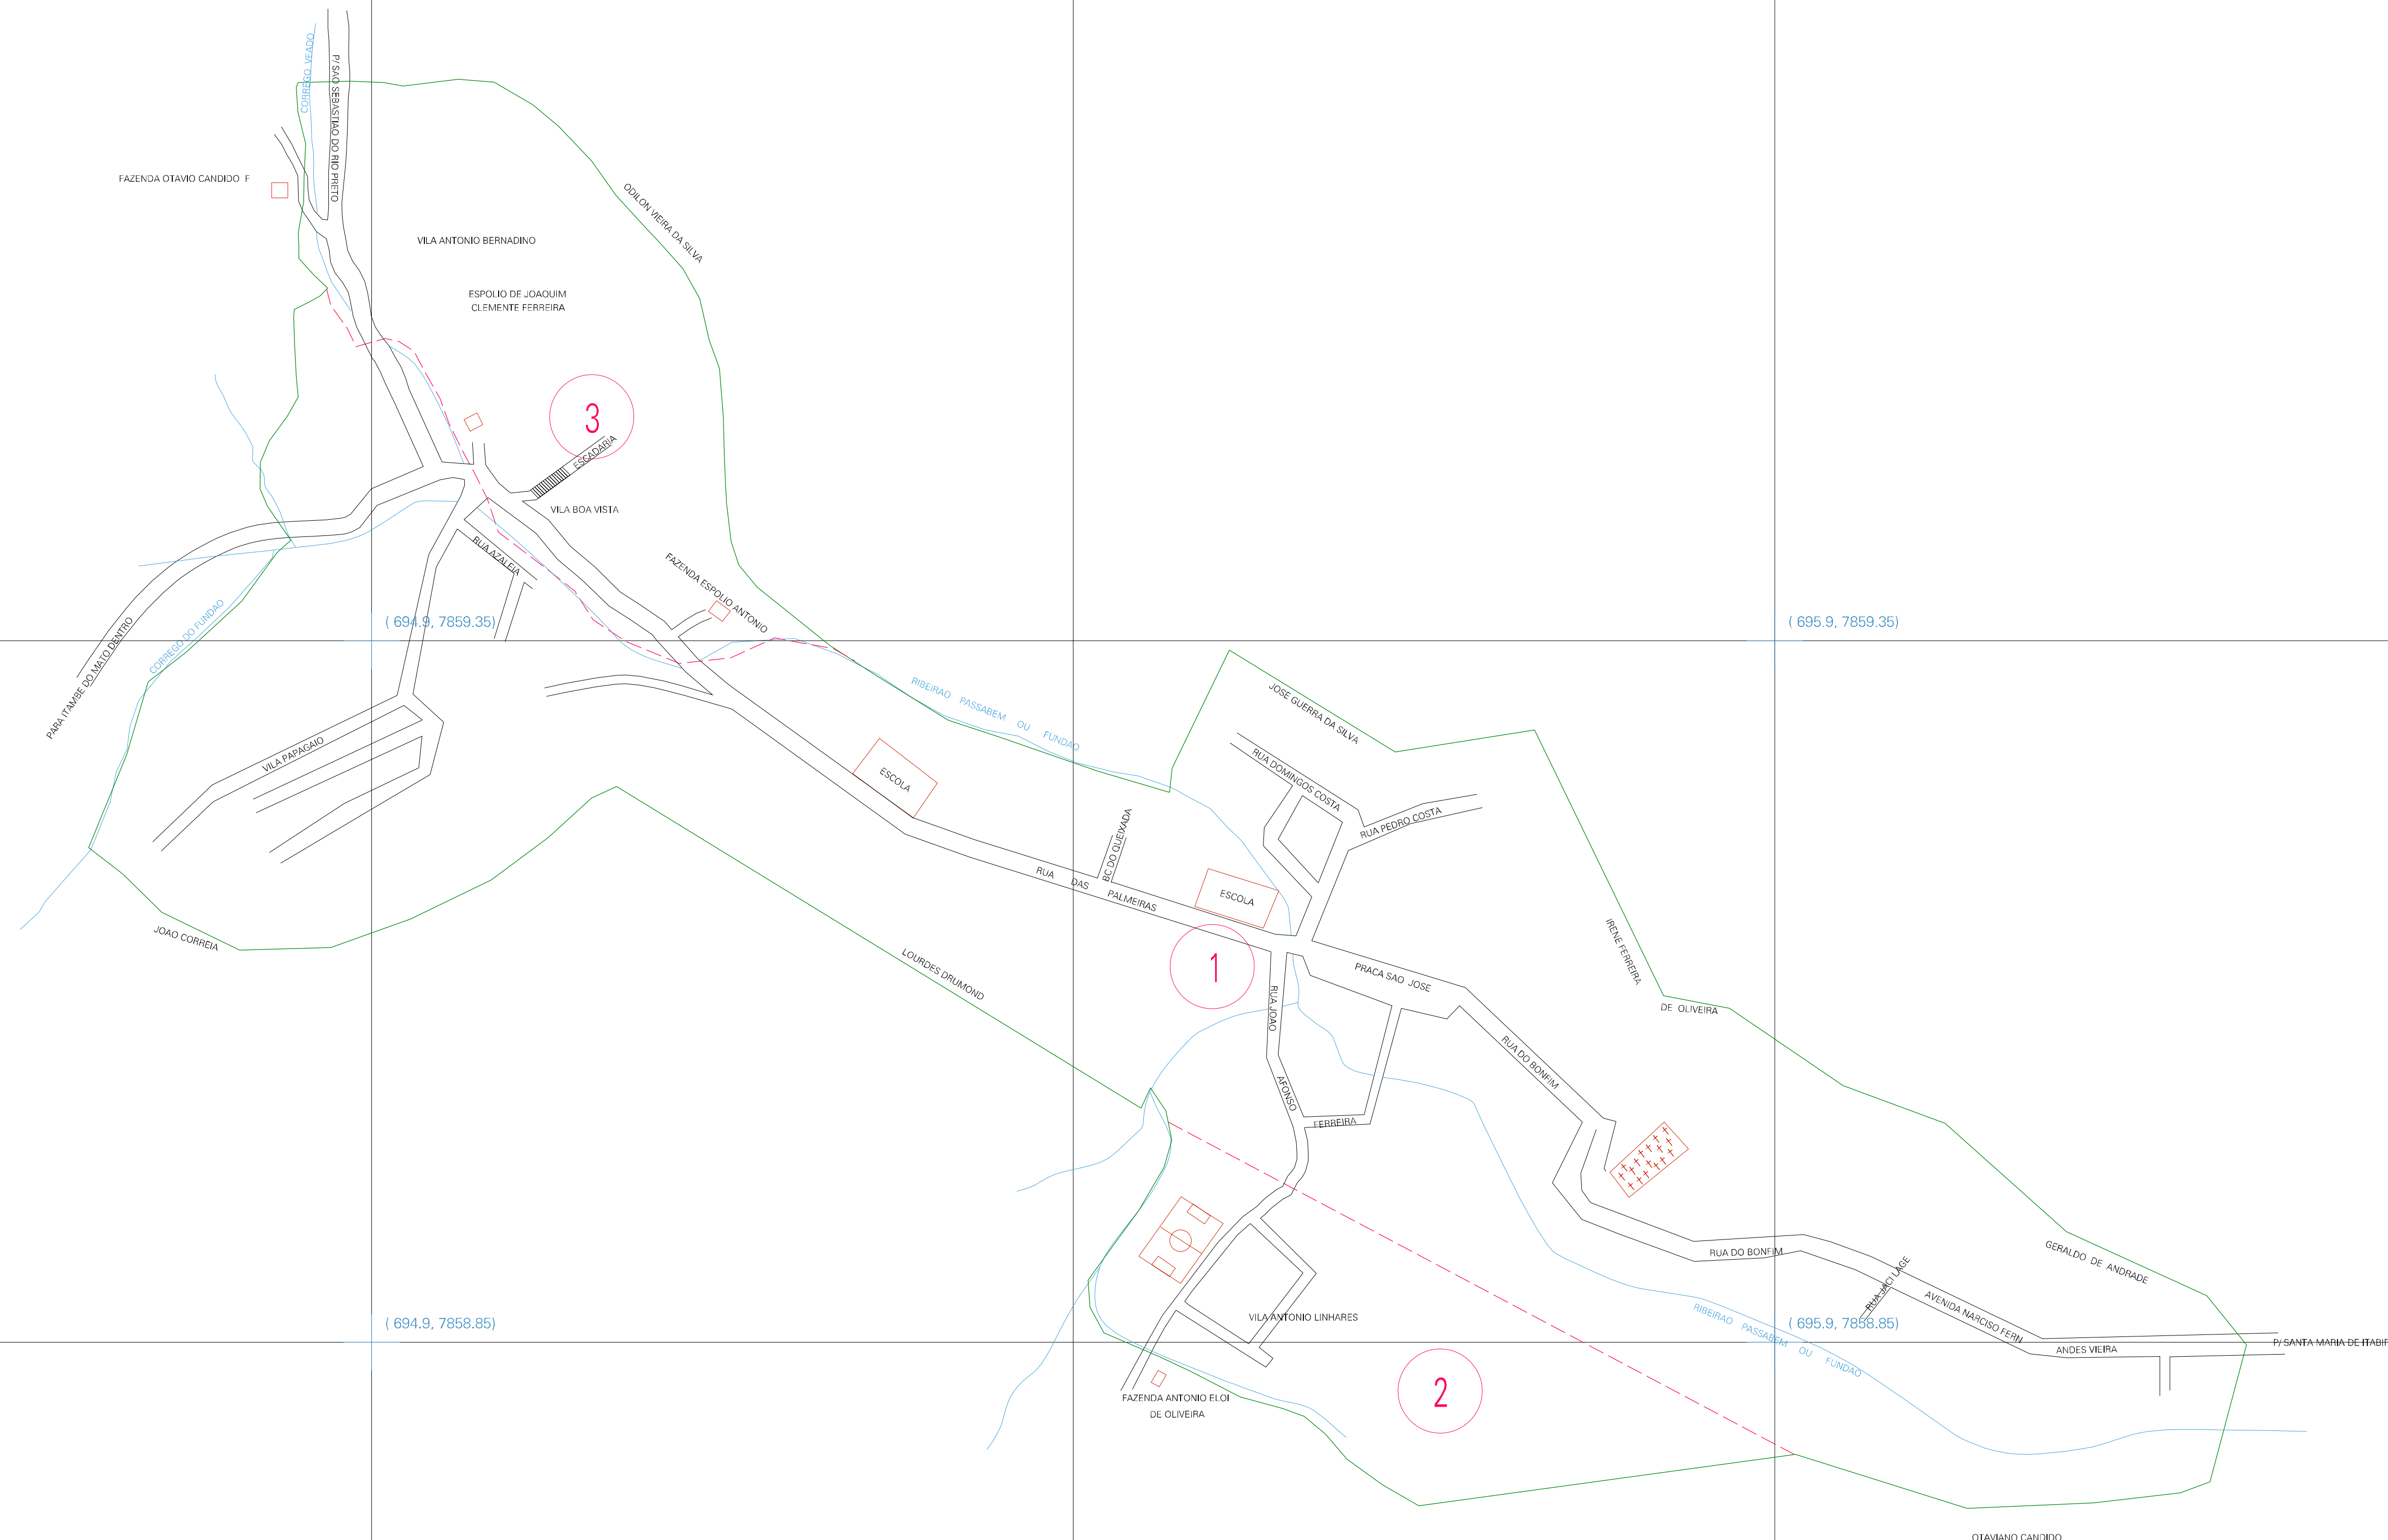 CORREGO VEADO
P/ SAO SEBASTIAO DO RIO PRETO
FAZENDA OTAVIO CANDIDO F
ODILON VIEIRA DA SILVA
VILA ANTONIO BERNADINO
ESPOLIO DE JOAQUIM
CLEMENTE FERREIRA
3
ESCADARIA
VILA BOA VISTA
RUA AZALEIA
FAZENDA ESPOLIO ANTONIO
( 694.9, 7859.35)
( 695.9, 7859.35)
CORREGO DO FUNDAO
PARA ITAMBE DO MATO DENTRO
RIBEIRAO PASSABEM OU FUNDAO
JOSE GUERRA DA SILVA
VILA PAPAGAIO
ESCOLA
RUA DOMINGOS COSTA
RUA PEDRO COSTA
BC DO QUEIXADA
RUA DAS PALMEIRAS
ESCOLA
JOAO CORREIA
LOURDES DRUMOND
1
PRACA SAO JOSE
IRENE FERREIRA
DE OLIVEIRA
RUA JOAO
AFONSO
FERREIRA
RUA DO BONFIM
RUA DO BONFIM
GERALDO DE ANDRADE
RUA JACI LAGE
AVENIDA NARCISO FERN
ANDES VIEIRA
P/ SANTA MARIA DE ITABIR
VILA ANTONIO LINHARES
( 694.9, 7858.85)
( 695.9, 7858.85)
RIBEIRAO PASSABEM OU FUNDAO
2
FAZENDA ANTONIO ELOI
DE OLIVEIRA
OTAVIANO CANDIDO